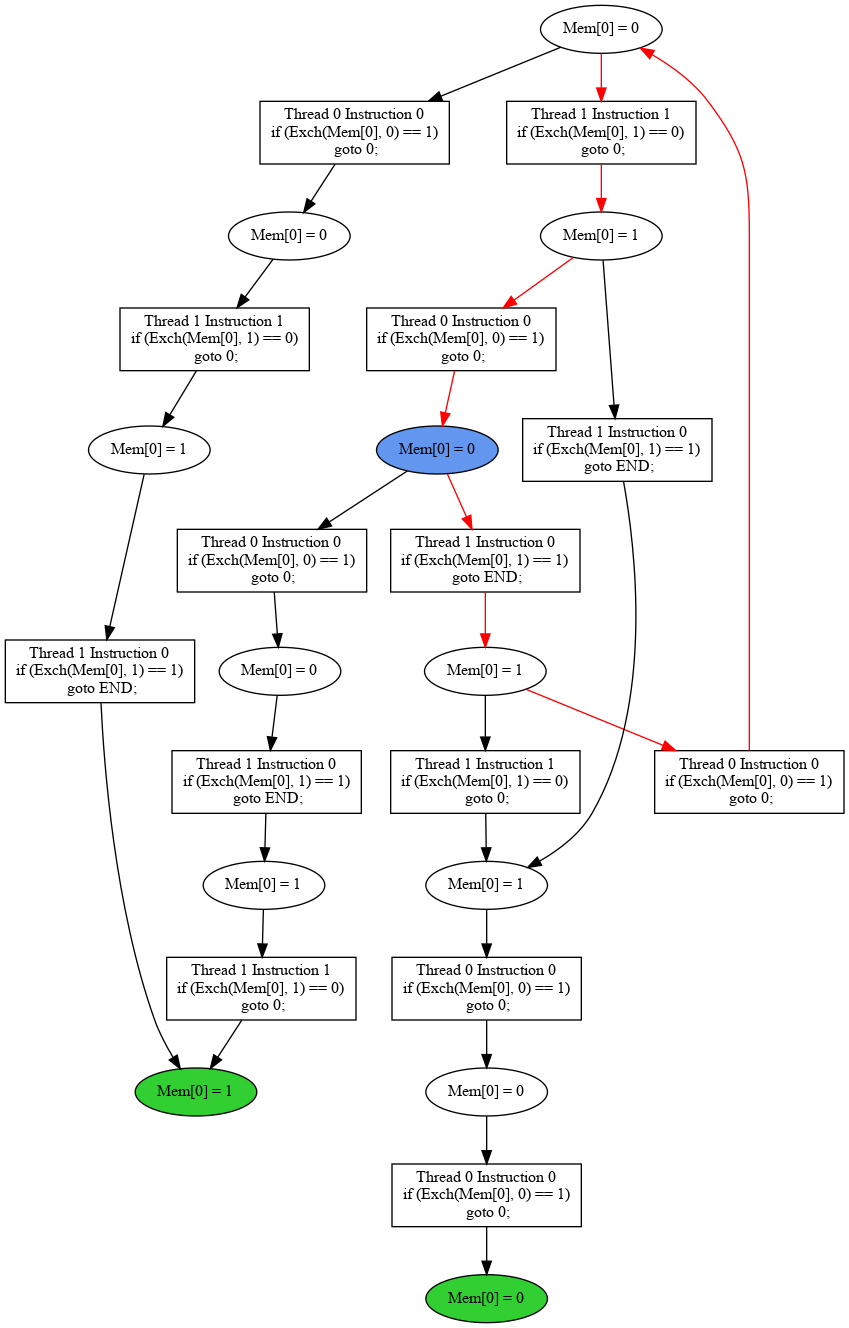 Mem[0] = 0
Thread 0 Instruction 0
if (Exch(Mem[0], 0) == 1)
goto 0;
Thread 1 Instruction 1
if (Exch(Mem[0], 1) == 0)
goto 0;
Mem[0] = 0
Mem[0] = 1
Thread 1 Instruction 1
if (Exch(Mem[0], 1) == 0)
goto 0;
Thread 0 Instruction 0
if (Exch(Mem[0], 0) == 1)
goto 0;
Mem[0] = 1
Mem[0] = 0
Thread 1 Instruction 0
if (Exch(Mem[0], 1) == 1)
goto END;
Thread 0 Instruction 0
if (Exch(Mem[0], 0) == 1)
goto 0;
Thread 1 Instruction 0
if (Exch(Mem[0], 1) == 1)
goto END;
Thread 1 Instruction 0
if (Exch(Mem[0], 1) == 1)
goto END;
Mem[0] = 0
Mem[0] = 1
Thread 1 Instruction 0
if (Exch(Mem[0], 1) == 1)
goto END;
Thread 1 Instruction 1
if (Exch(Mem[0], 1) == 0)
goto 0;
Thread 0 Instruction 0
if (Exch(Mem[0], 0) == 1)
goto 0;
Mem[0] = 1
Mem[0] = 1
Thread 1 Instruction 1
if (Exch(Mem[0], 1) == 0)
goto 0;
Thread 0 Instruction 0
if (Exch(Mem[0], 0) == 1)
goto 0;
Mem[0] = 1
Mem[0] = 0
Thread 0 Instruction 0
if (Exch(Mem[0], 0) == 1)
goto 0;
Mem[0] = 0